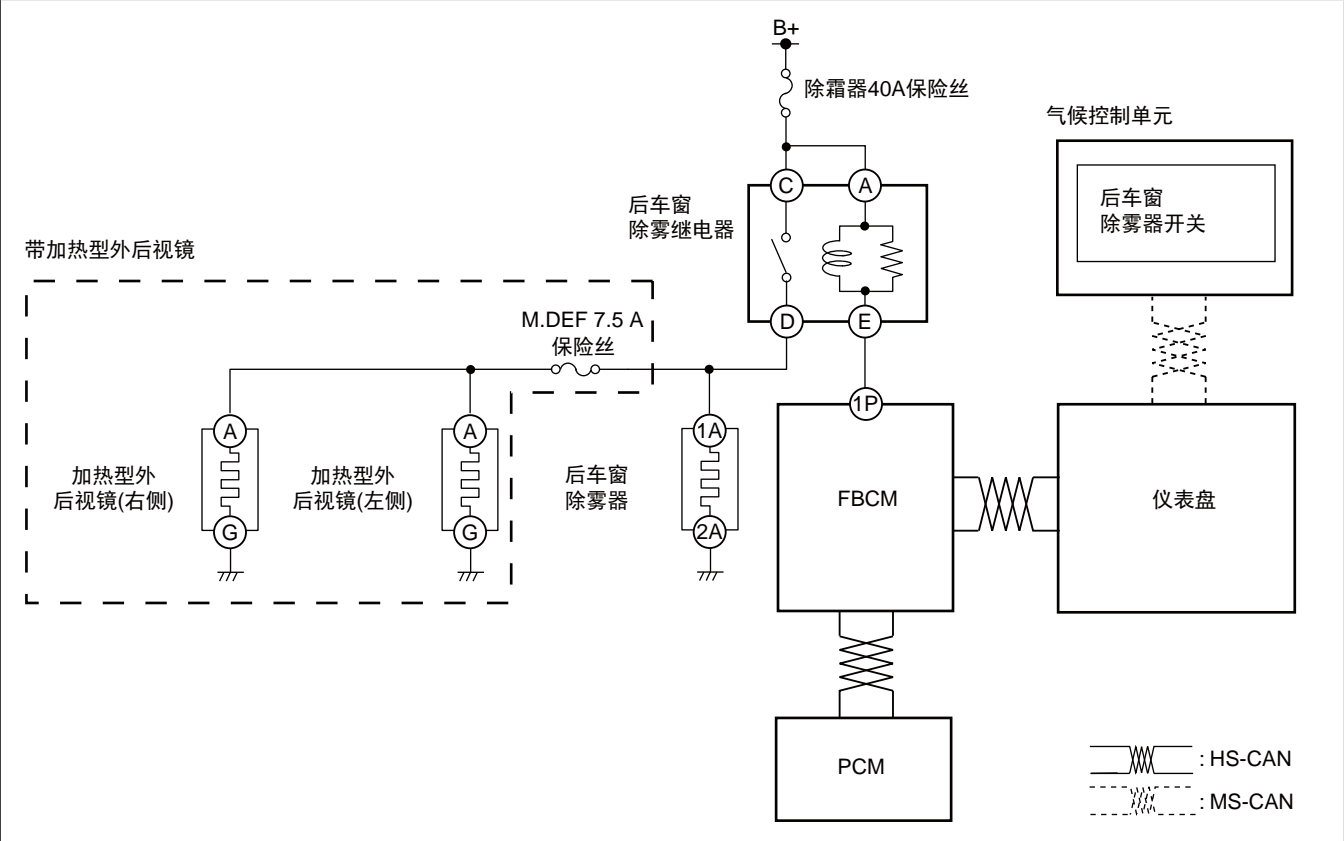 B+
除霜器40A保险丝
气候控制单元
后车窗
除雾器开关
后车窗
除雾继电器
C
A
D
E
带加热型外后视镜
M.DEF 7.5 A
保险丝
1P
A
A
1A
加热型外
后视镜(右侧)
加热型外
后视镜(左侧)
后车窗
除雾器
FBCM
仪表盘
G
G
2A
PCM
: HS-CAN
: MS-CAN